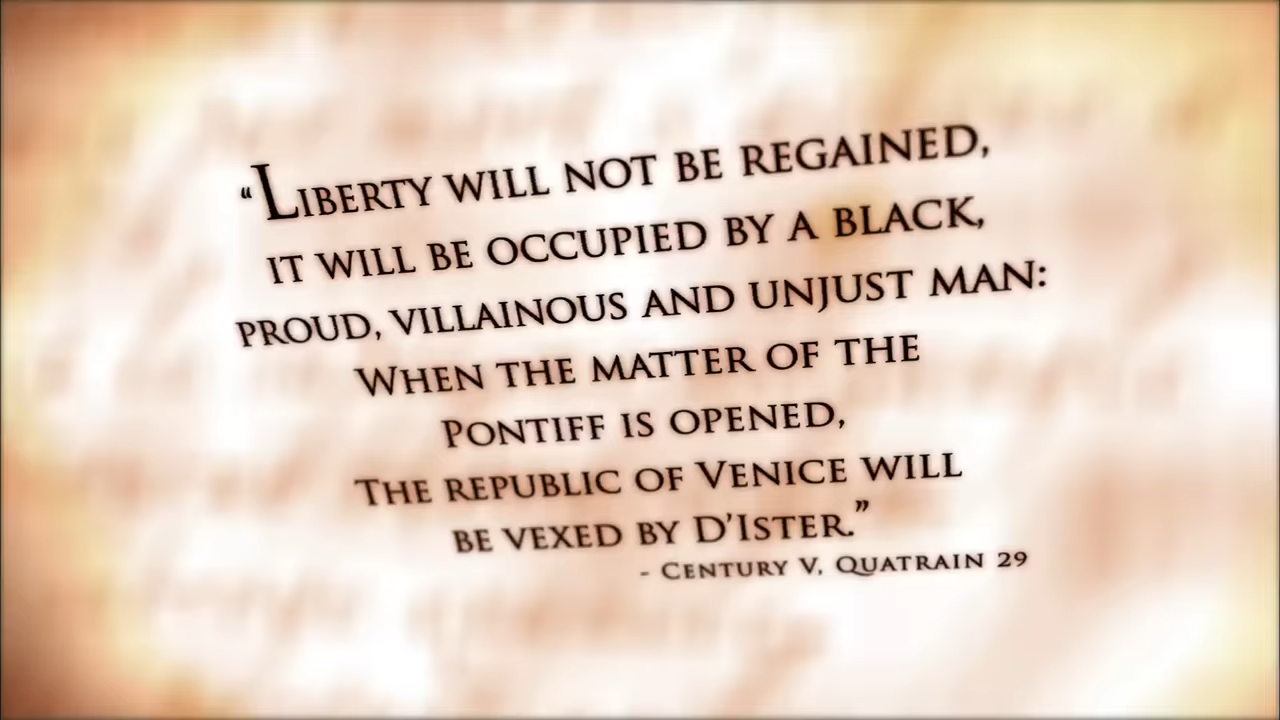 “Liberty will not be regained,
it will be occupied by a black,
proud, villainous and unjust man:
When the matter of the
Pontiff is opened,
The republic of Venice will
be vexed by D’Ister.”
- Century V, Quatrain 29